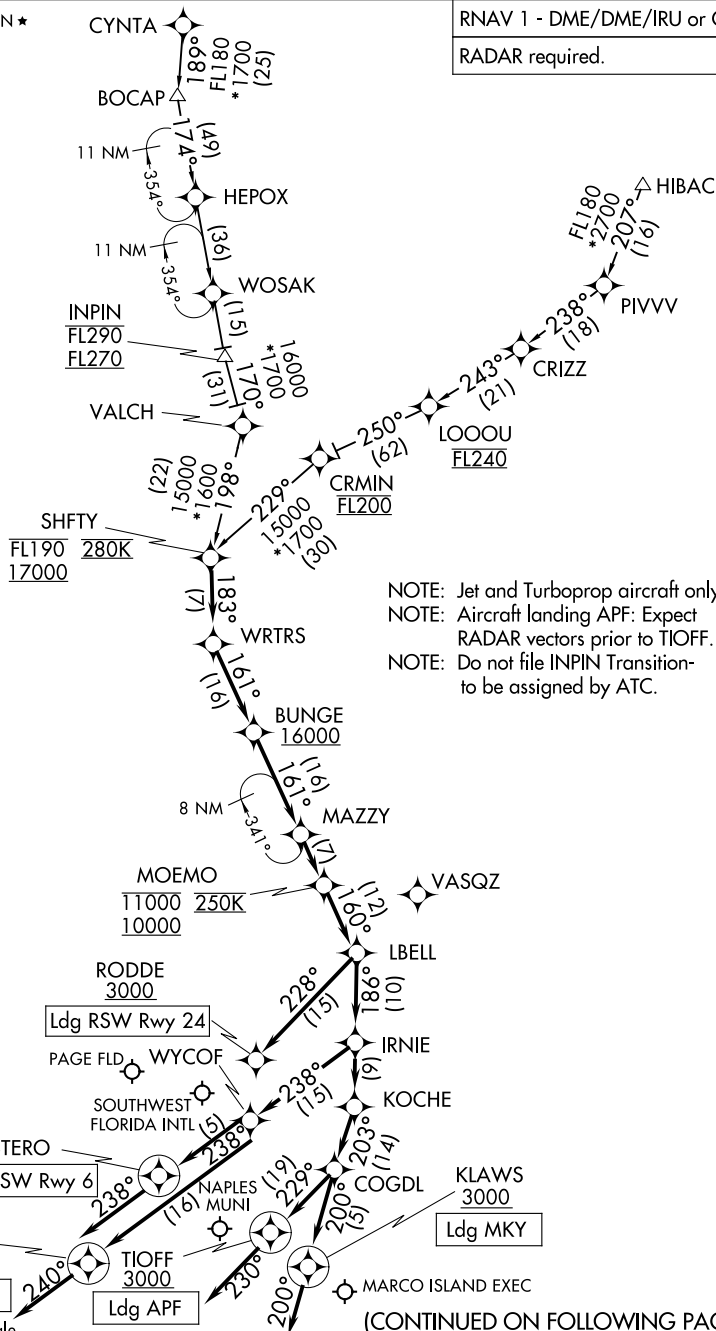 N ★
RNAV 1 - DME/DME/IRU or G
RADAR required.
CYNTA
189°
FL180
*1700
(25)
BOCAP
174°
(49)
11 NM
354°
HEPOX
(36)
11 NM
354°
WOSAK
(15)
INPIN
FL290
FL270
16000
*1700
170°
(31)
VALCH
HIBAC
FL180
*2700
207°
(16)
PIVVV
238°
(18)
CRIZZ
243°
(21)
LOOOU
FL240
250°
(62)
CRMIN
FL200
229°
15000
*1700
(30)
(22)
15000
*1600
198°
SHFTY
FL190 280K
17000
183°
(7)
NOTE: Jet and Turboprop aircraft only
NOTE: Aircraft landing APF: Expect
RADAR vectors prior to TIOFF.
NOTE: Do not file INPIN Transition-
to be assigned by ATC.
WRTRS
161°
(16)
BUNGE
16000
(16)
161°
8 NM
341°
MAZZY
(7)
MOEMO
11000 250K
10000
(12)
160°
VASQZ
LBELL
RODDE
3000
Ldg RSW Rwy 24
228°
(15)
186°
(10)
IRNIE
PAGE FLD
WYCOF
238°
(15)
(9)
KOCHE
SOUTHWEST
FLORIDA INTL
(5)
238°
TERO
SW Rwy 6
238°
(16)
203°
(14)
COGDL
NAPLES
MUNI
(19)
229°
200°
(5)
KLAWS
3000
Ldg MKY
240°
TIOFF
3000
Ldg APF
230°
200°
MARCO ISLAND EXEC
(CONTINUED ON FOLLOWING PAG